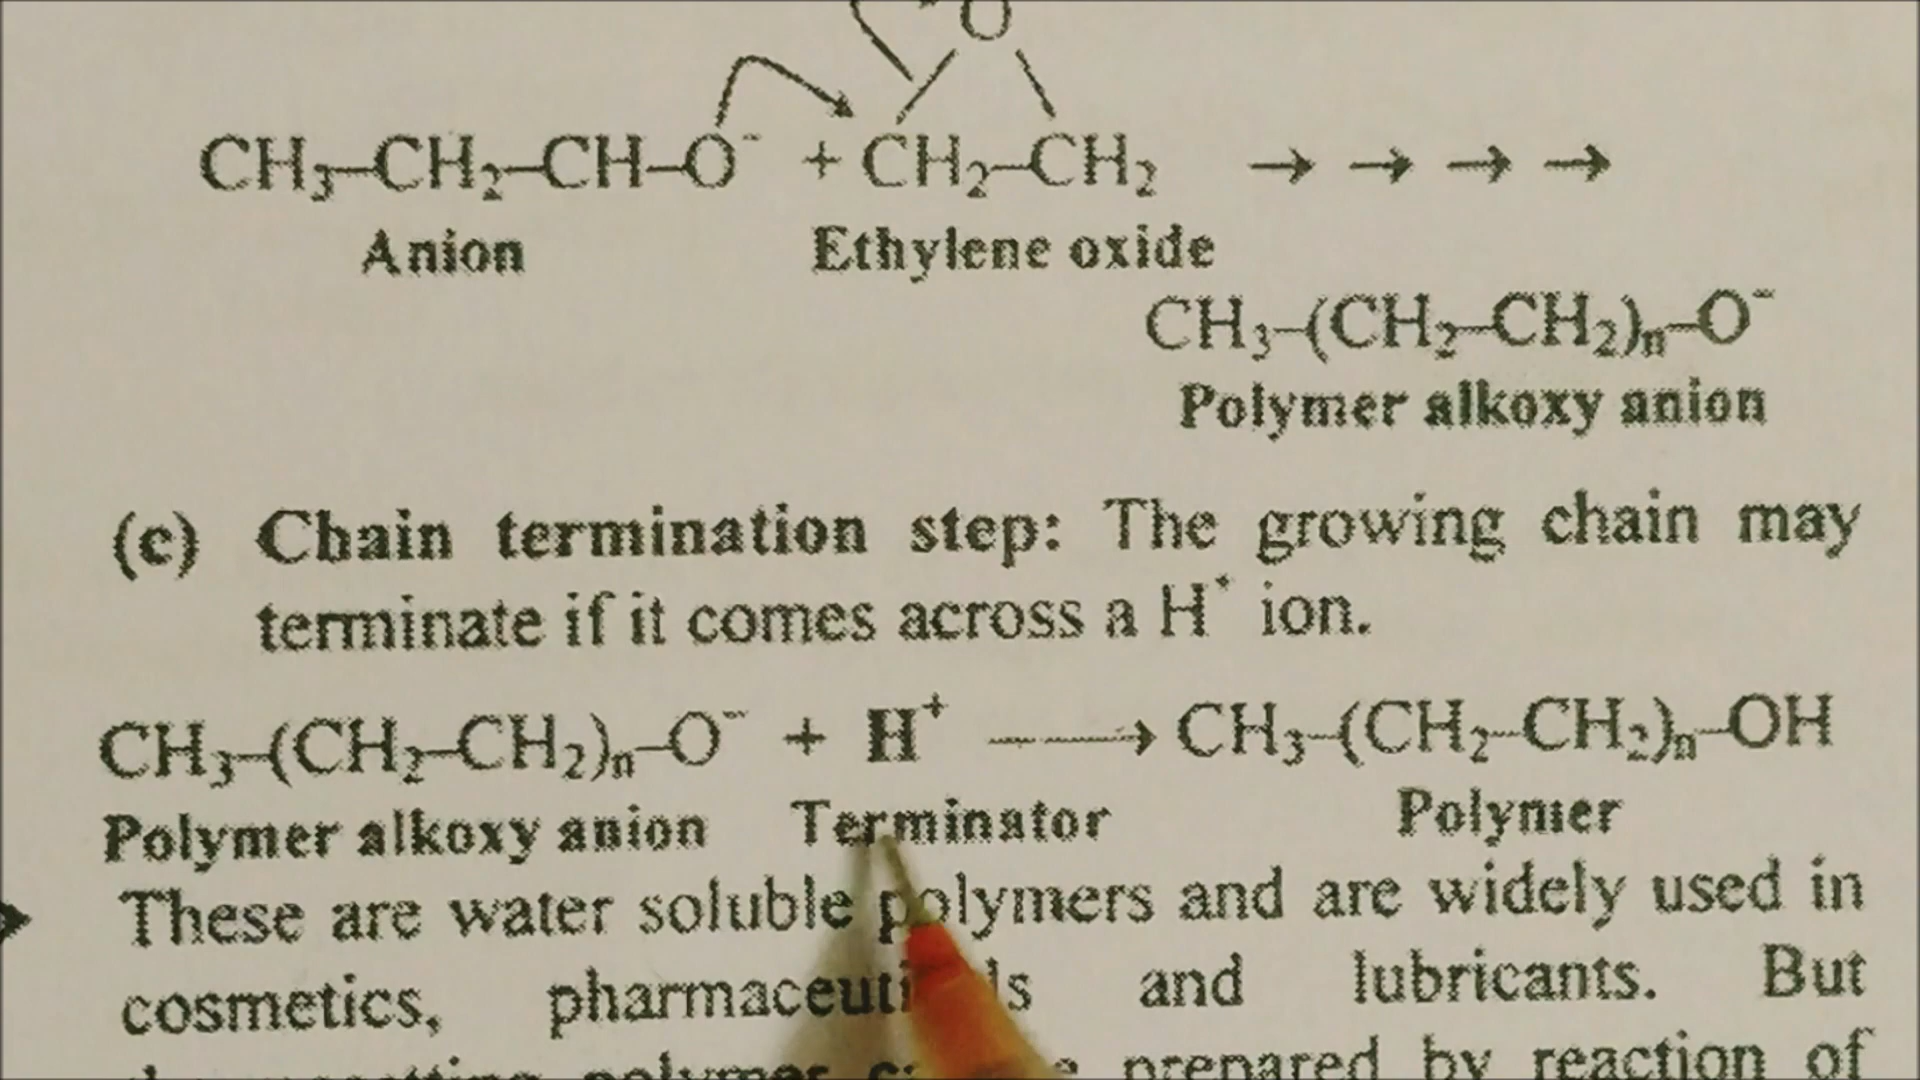 O
CH₃–CH₂–CH–O⁻ + CH₂–CH₂ → → → →
Anion Ethylene oxide
CH₃–(CH₂–CH₂)ₙ–O⁻
Polymer alkoxy anion
(c) Chain termination step: The growing chain may
terminate if it comes across a H⁺ ion.
CH₃–(CH₂–CH₂)ₙ–O⁻ + H⁺ ⟶ CH₃–(CH₂–CH₂)ₙ–OH
Polymer alkoxy anion Terminator Polymer
These are water soluble polymers and are widely used in
cosmetics, and lubricants. But
polymer prepared by reaction of